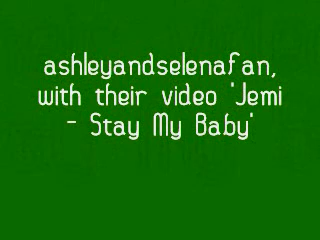 ashleyandselenafan,
with their video 'Jemi
- Stay My Baby'